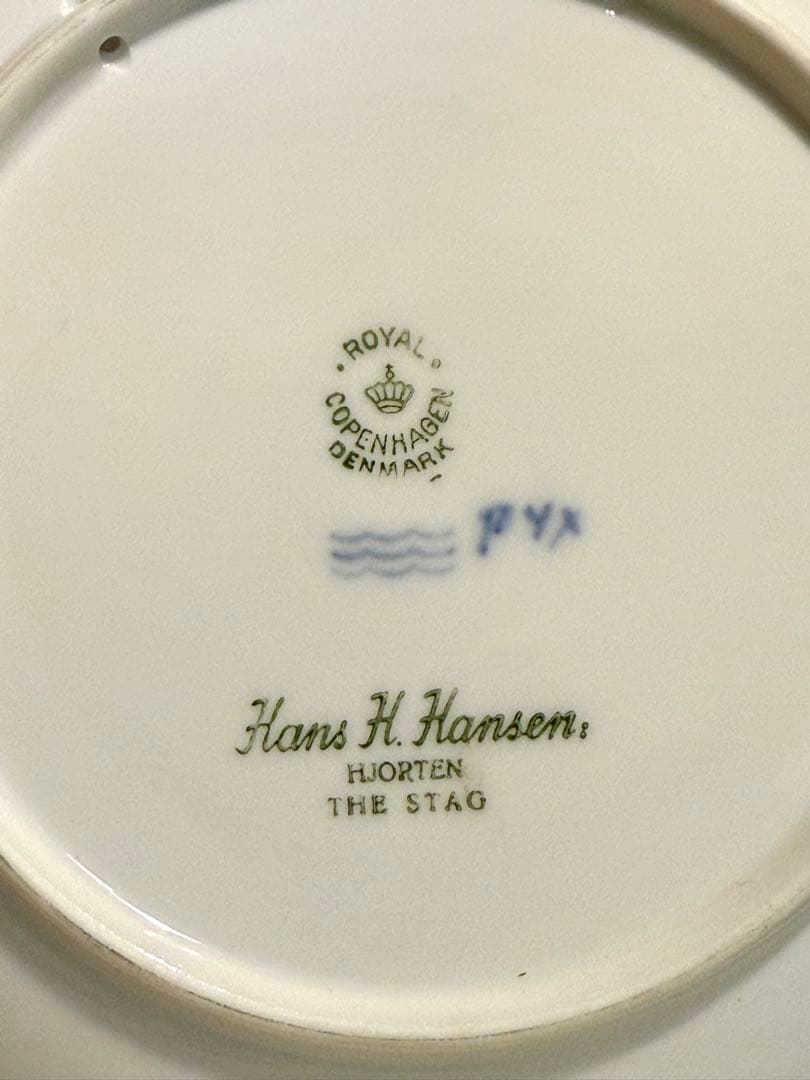 ROYAL
COPENHAGEN
DENMARK
Hans H. Hansen:
HJORTEN
THE STAG